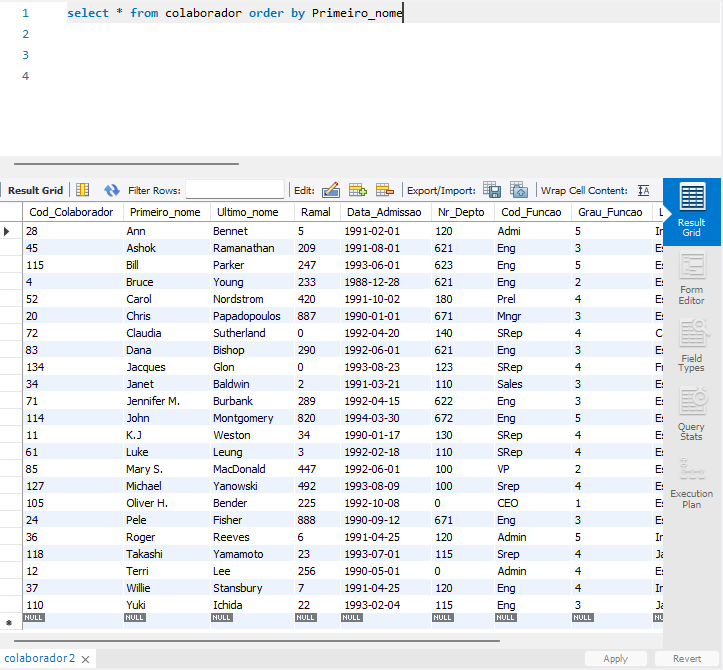 1 select * from colaborador order by Primeiro_nome
2
3
4
Result Grid Filter Rows: Edit: Export/Import: Wrap Cell Content:
Cod_Colaborador Primeiro_nome Ultimo_nome Ramal Data_Admissao Nr_Depto Cod_Funcao Grau_Funcao L
28 Ann Bennet 5 1991-02-01 120 Admi 5 In
45 Ashok Ramanathan 209 1991-08-01 621 Eng 3 Es
115 Bill Parker 247 1993-06-01 623 Eng 5 Es
4 Bruce Young 233 1988-12-28 621 Eng 2 Es
52 Carol Nordstrom 420 1991-10-02 180 Prel 4 Es
20 Chris Papadopoulos 887 1990-01-01 671 Mngr 3 Es
72 Claudia Sutherland 0 1992-04-20 140 SRep 4 C
83 Dana Bishop 290 1992-06-01 621 Eng 3 Es
134 Jacques Glon 0 1993-08-23 123 SRep 4 Fr
34 Janet Baldwin 2 1991-03-21 110 Sales 3 Es
71 Jennifer M. Burbank 289 1992-04-15 622 Eng 3 Es
114 John Montgomery 820 1994-03-30 672 Eng 5 Es
11 K.J Weston 34 1990-01-17 130 SRep 4 Es
61 Luke Leung 3 1992-02-18 110 SRep 4 Es
85 Mary S. MacDonald 447 1992-06-01 100 VP 2 Es
127 Michael Yanowski 492 1993-08-09 100 Srep 4 Es
105 Oliver H. Bender 225 1992-10-08 0 CEO 1 Es
24 Pele Fisher 888 1990-09-12 671 Eng 3 Es
36 Roger Reeves 6 1991-04-25 120 Admin 5 In
118 Takashi Yamamoto 23 1993-07-01 115 Srep 4 Ja
12 Terri Lee 256 1990-05-01 0 Admin 4 Es
37 Willie Stansbury 7 1991-04-25 120 Eng 4 In
110 Yuki Ichida 22 1993-02-04 115 Eng 3 Ja
NULL NULL NULL NULL NULL NULL NULL NULL NU
Result
Grid
Form
Editor
Field
Types
Query
Stats
Execution
Plan
colaborador 2
Apply Revert